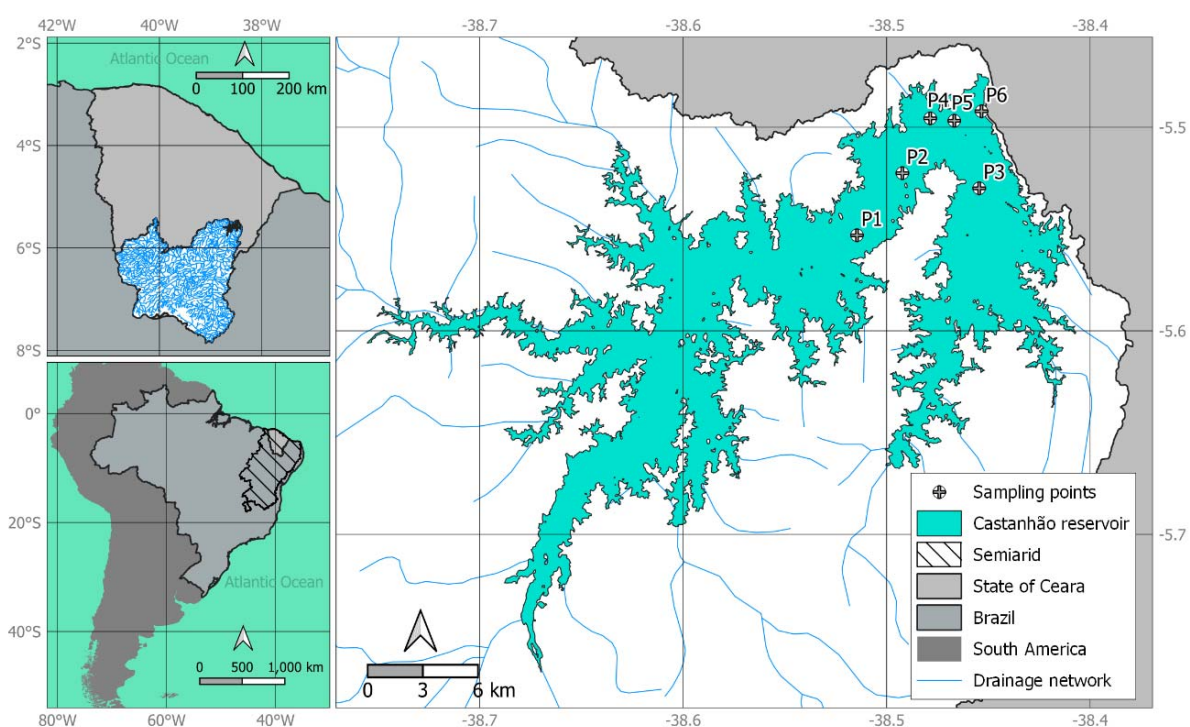 42°W 40°W 38°W
2°S
Atlantic Ocean
0 100 200 km
4°S
6°S
8°S
0°
20°S
Atlantic Ocean
40°S
0 500 1,000 km
80°W 60°W 40°W
-38.7 -38.6 -38.5 -38.4
P4 P5 P6
-5.5
P2
P3
P1
-5.6
-5.7
0 3 6 km
Sampling points
Castanhão reservoir
Semiarid
State of Ceara
Brazil
South America
Drainage network
-38.7 -38.6 -38.5 -38.4